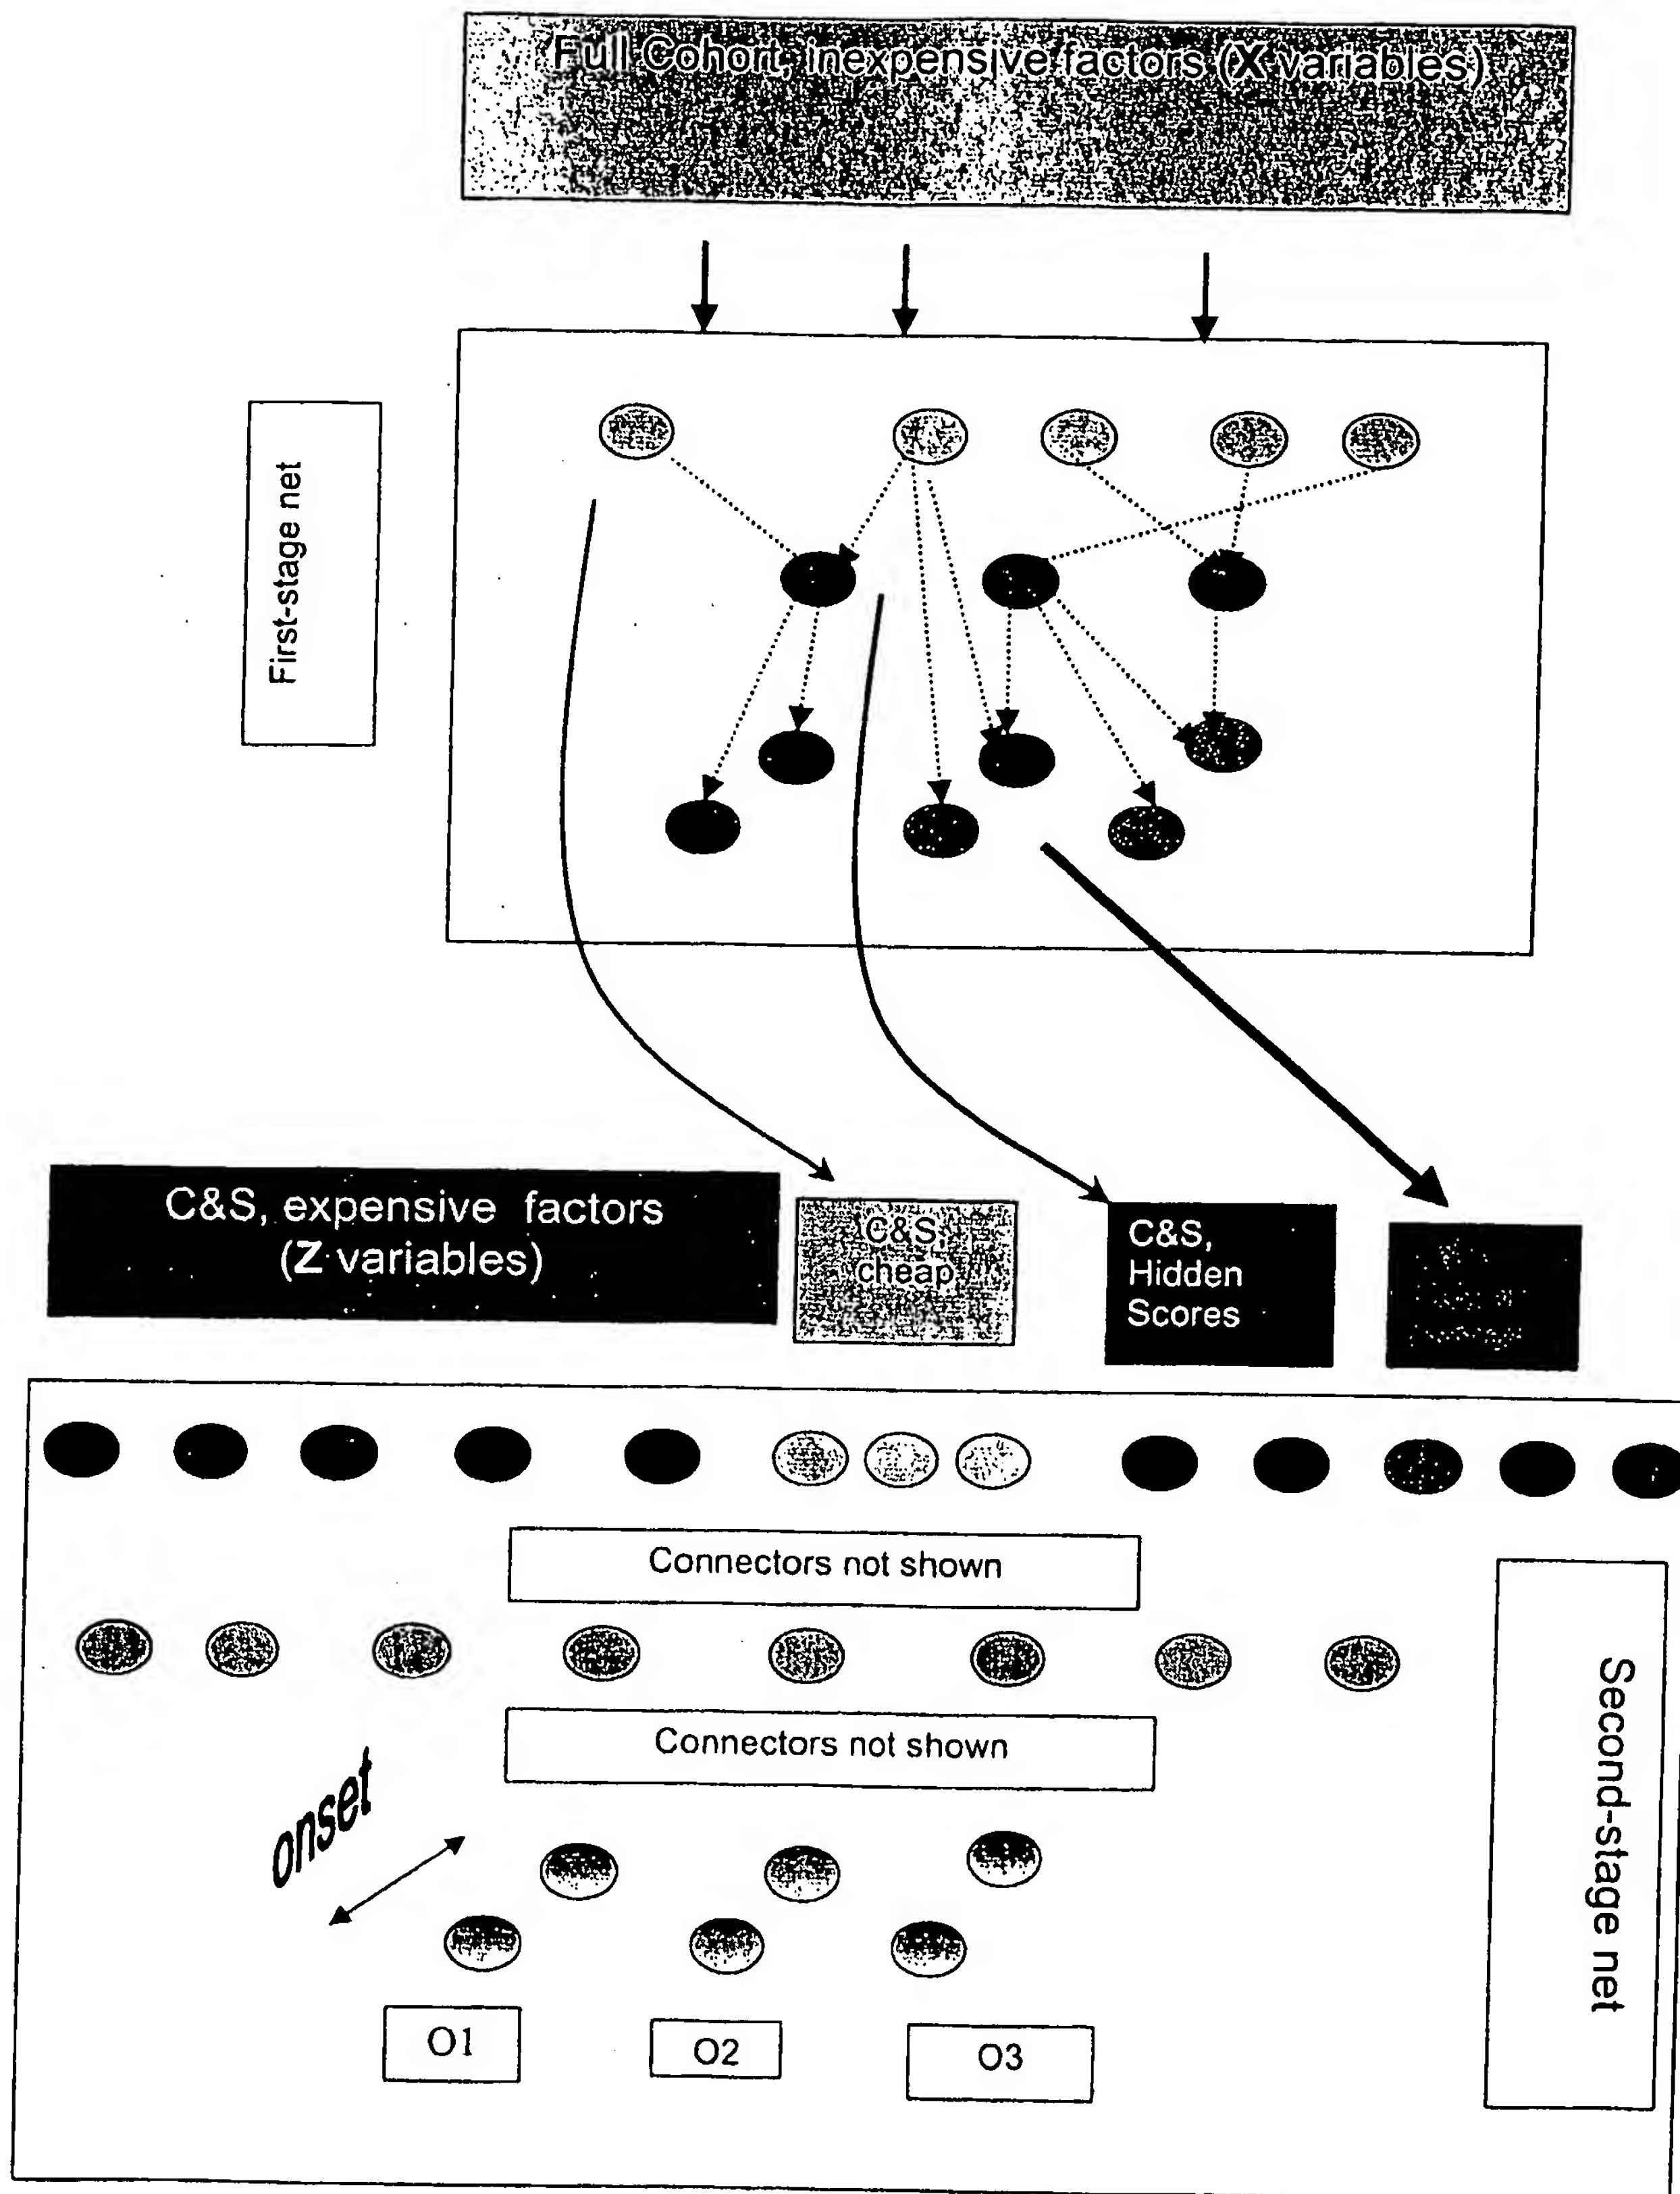 Full Cohort, inexpensive factors (X variables)
First-stage net
C&S, expensive factors
(Z variables)
C&S,
cheap
C&S,
Hidden
Scores
Connectors not shown
Connectors not shown
onset
Second-stage net
O1
O2
O3